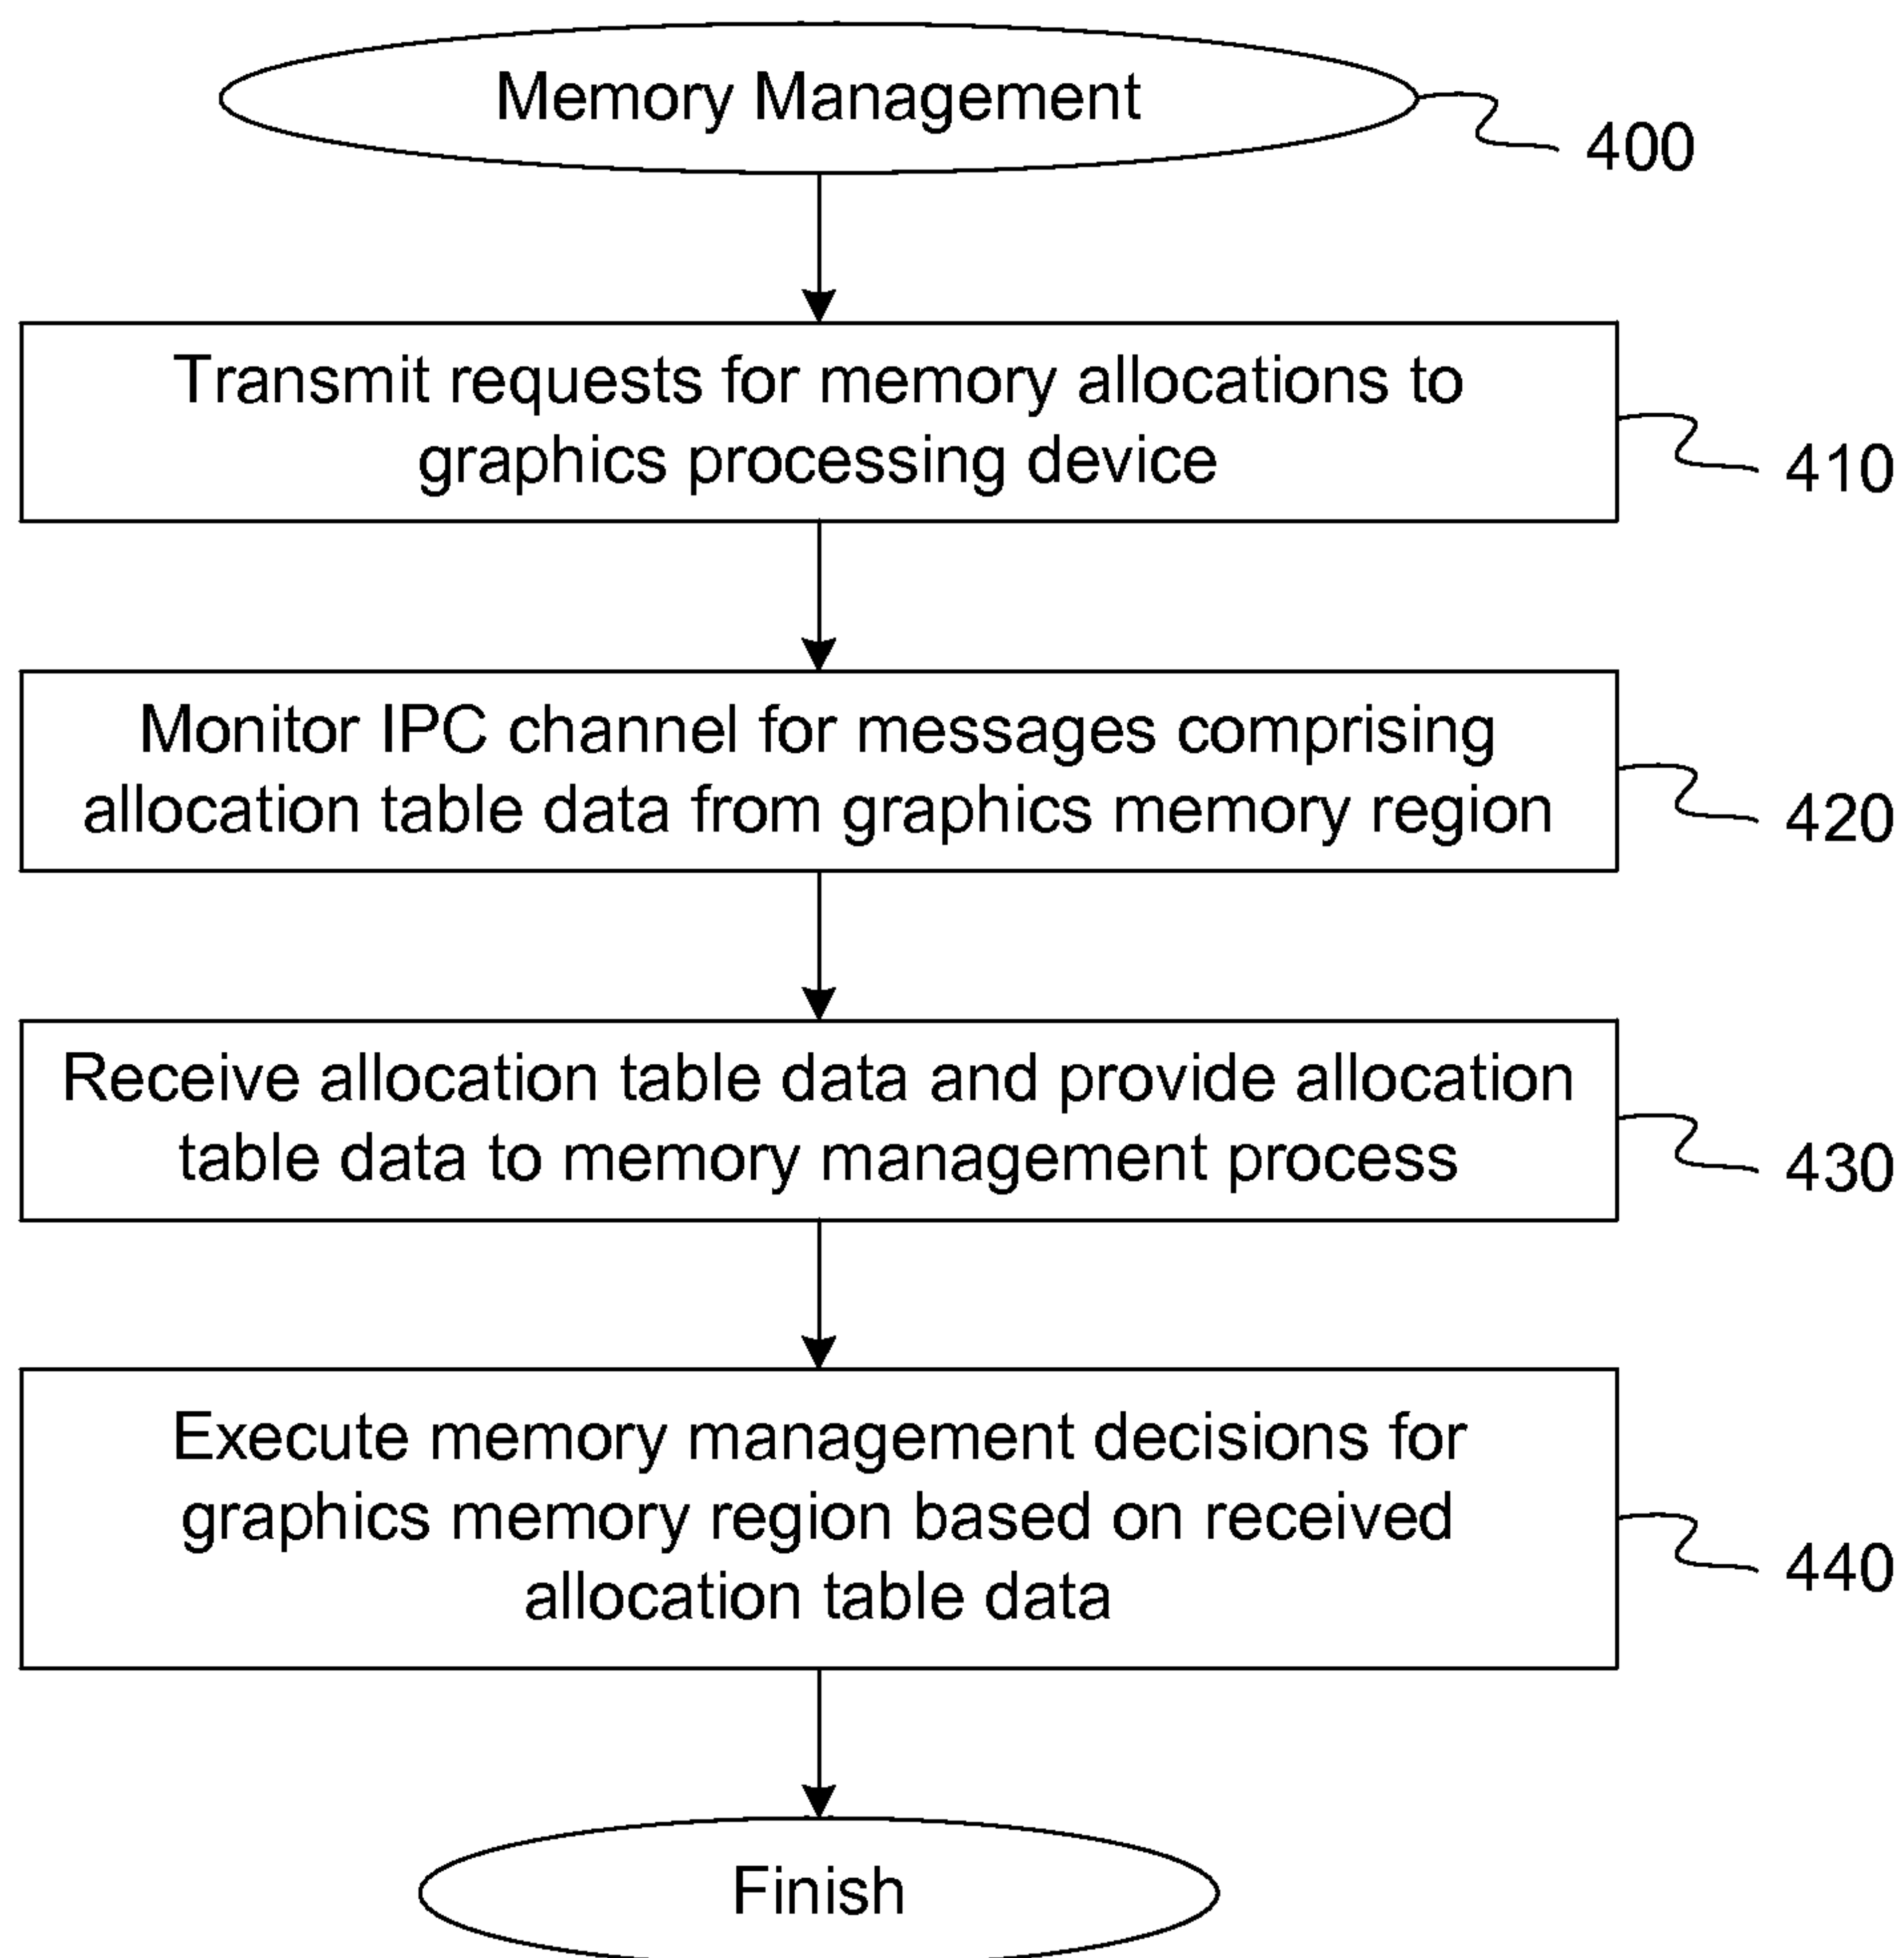 Memory Management
400
Transmit requests for memory allocations to
graphics processing device
410
Monitor IPC channel for messages comprising
allocation table data from graphics memory region
420
Receive allocation table data and provide allocation
table data to memory management process
430
Execute memory management decisions for
graphics memory region based on received
allocation table data
440
Finish